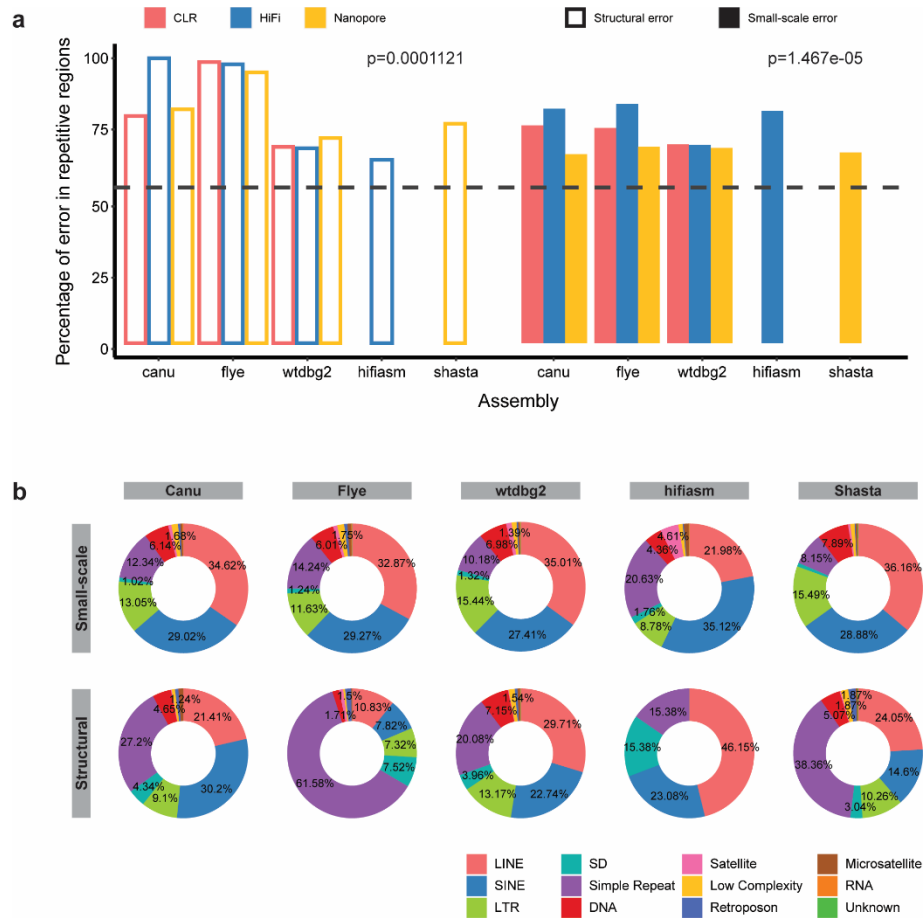 a
CLR HiFi Nanopore Structural error Small-scale error
Percentage of error in repetitive regions
100
75
50
25
0
p=0.0001121 p=1.467e-05
canu flye wtdbg2 hifiasm shasta canu flye wtdbg2 hifiasm shasta
Assembly
b
Canu Flye wtdbg2 hifiasm Shasta
Small-scale
1.68% 6.14% 12.34% 1.02% 13.05% 29.02% 34.62%
1.75% 6.01% 14.24% 1.24% 11.63% 29.27% 32.87%
1.39% 6.98% 10.18% 1.32% 15.44% 27.41% 35.01%
4.61% 4.36% 20.63% 1.76% 8.78% 35.12% 21.98%
7.89% 8.15% 15.49% 28.88% 36.16%
Structural
1.24% 4.65% 27.2% 4.34% 9.1% 30.2% 21.41%
1.5% 1.71% 61.58% 7.52% 7.32% 7.82% 10.83%
1.54% 7.15% 20.08% 3.96% 13.17% 22.74% 29.71%
15.38% 15.38% 23.08% 46.15%
1.87% 1.87% 5.07% 38.36% 3.04% 10.26% 14.6% 24.05%
LINE SD Satellite Microsatellite
SINE Simple Repeat Low Complexity RNA
LTR DNA Retroposon Unknown